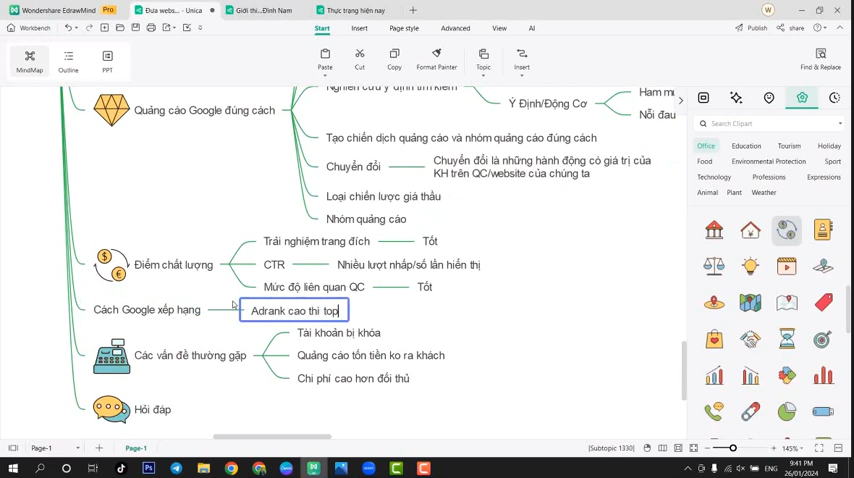 Wondershare EdrawMind
Pro
Đưa webs... - Unica
Giới thi...Đình Nam
Thực trạng hiện nay
W
Workbench
Start
Insert
Page style
Advanced
View
AI
Publish
share
MindMap
Outline
PPT
Paste
Cut
Copy
Format Painter
Topic
Insert
Find & Replace
Nghiên cứu ý định tìm kiếm
Quảng cáo Google đúng cách
Ý Định/Động Cơ
Nỗi đau
Tạo chiến dịch quảng cáo và nhóm quảng cáo đúng cách
Chuyển đổi
Chuyển đổi là những hành động có giá trị của
KH trên QC/website của chúng ta
Loại chiến lược giá thầu
Nhóm quảng cáo
Điểm chất lượng
Trải nghiệm trang đích
Tốt
CTR
Nhiều lượt nhấp/số lần hiển thị
Mức độ liên quan QC
Tốt
Cách Google xếp hạng
Adrank cao thì top
Các vấn đề thường gặp
Tài khoản bị khóa
Quảng cáo tốn tiền ko ra khách
Chi phí cao hơn đối thủ
Hỏi đáp
Search Clipart
Office
Education
Tourism
Holiday
Food
Environmental Protection
Sport
Technology
Professions
Expressions
Animal
Plant
Weather
Page-1
Page-1
[Subtopic 1330]
145%
ENG
9:41 PM
26/01/2024